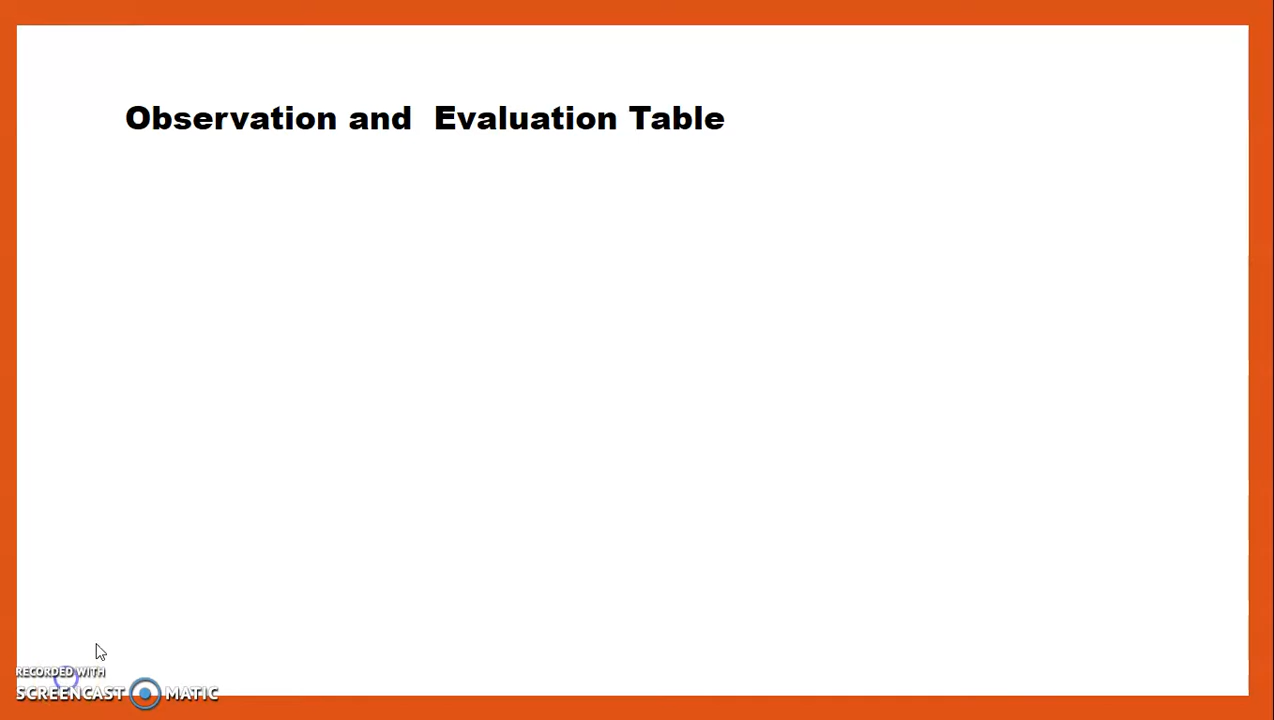 Observation and  Evaluation Table
RECORDED WITH
SCREENCAST MATIC